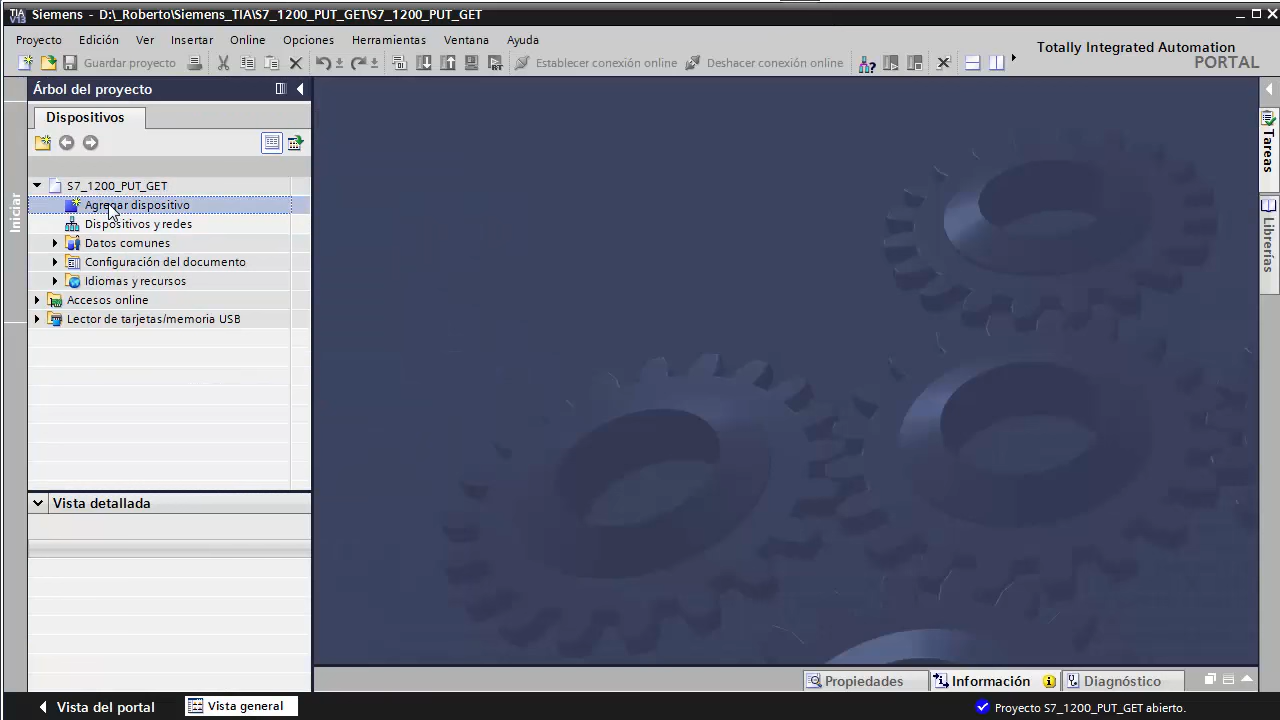 TIA
V13
Siemens - D:\_Roberto\Siemens_TIA\S7_1200_PUT_GET\S7_1200_PUT_GET
Proyecto Edición Ver Insertar Online Opciones Herramientas Ventana Ayuda
Totally Integrated Automation
PORTAL
Guardar proyecto
Establecer conexión online
Deshacer conexión online
Árbol del proyecto
Dispositivos
Iniciar
S7_1200_PUT_GET
Agregar dispositivo
Dispositivos y redes
Datos comunes
Configuración del documento
Idiomas y recursos
Accesos online
Lector de tarjetas/memoria USB
Vista detallada
Tareas
Librerías
Propiedades
Información
Diagnóstico
Vista del portal
Vista general
Proyecto S7_1200_PUT_GET abierto.